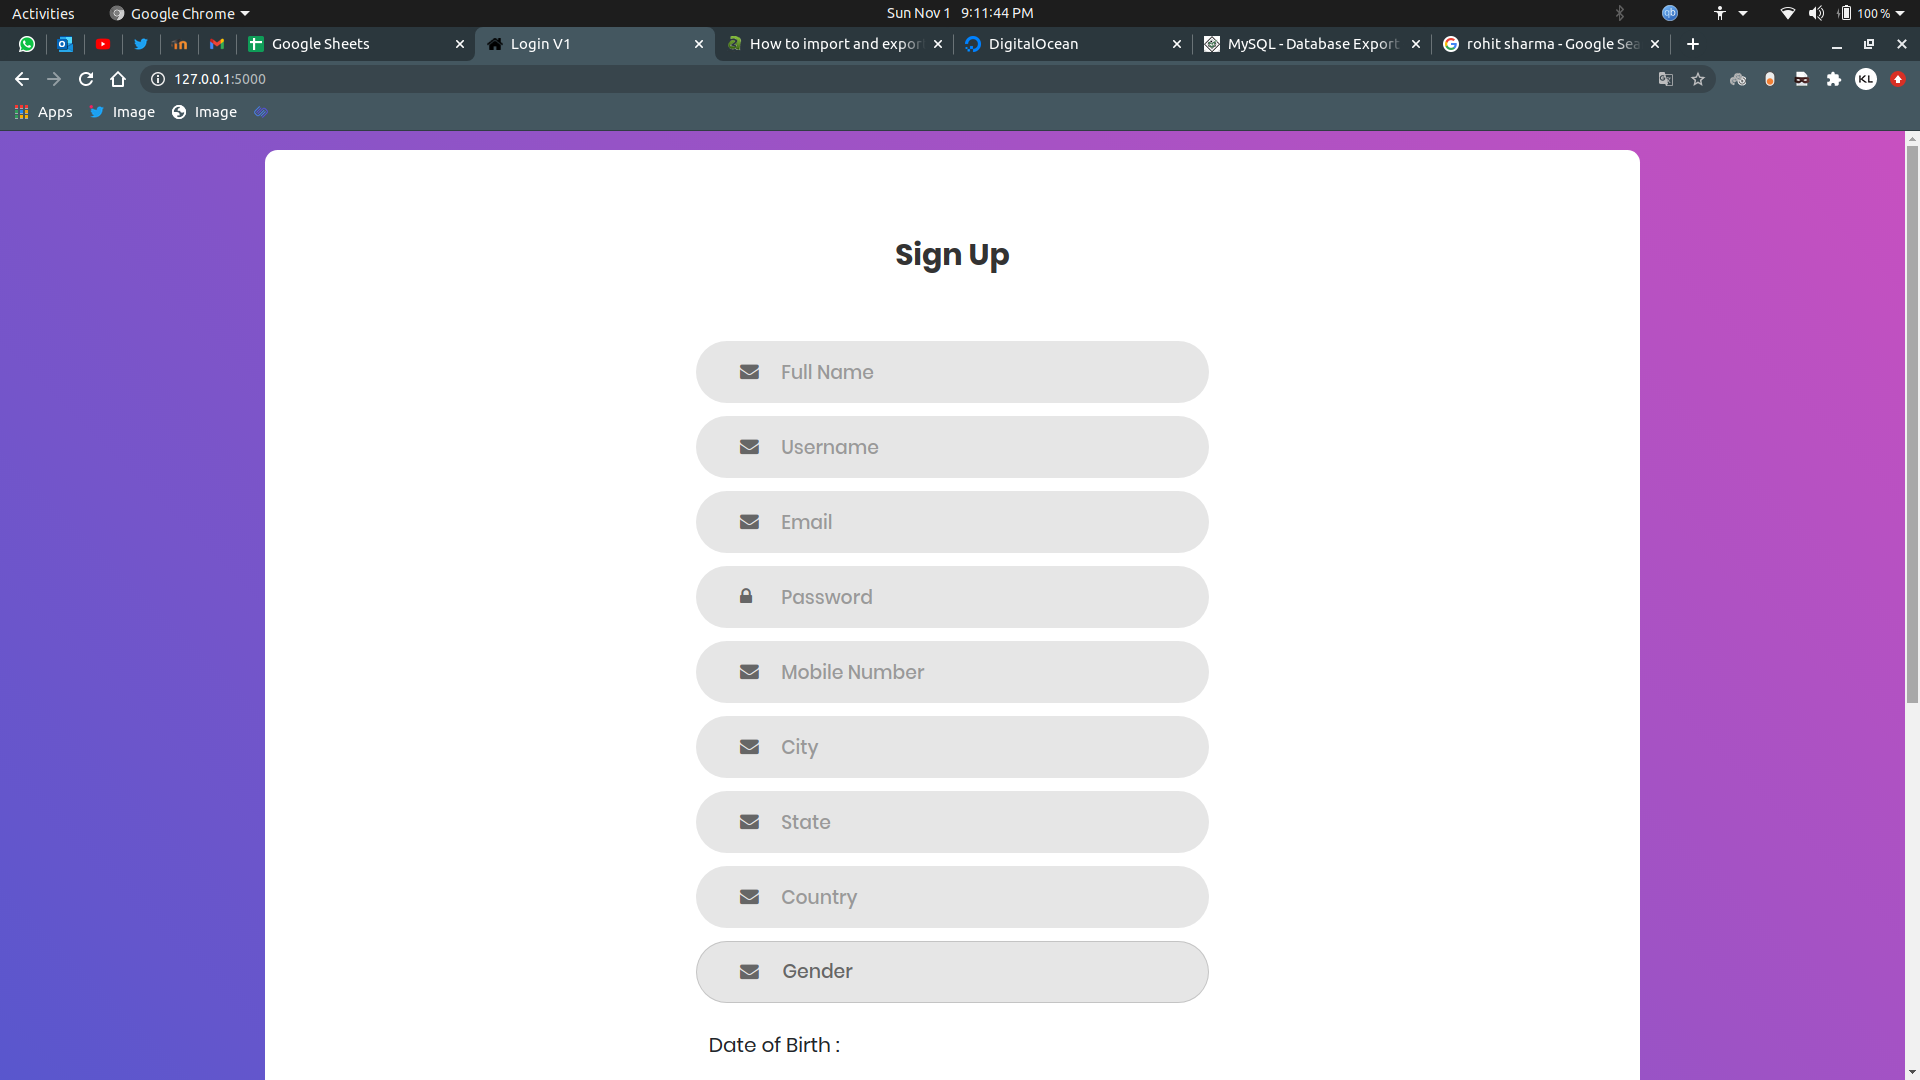 Activities
Google Chrome
Sun Nov 1 9:11:44 PM
100 %
Google Sheets
Login V1
How to import and expor
DigitalOcean
MySQL - Database Export
rohit sharma - Google Sea
127.0.0.1:5000
KL
Apps
Image
Image
Sign Up
Full Name
Username
Email
Password
Mobile Number
City
State
Country
Gender
Date of Birth :